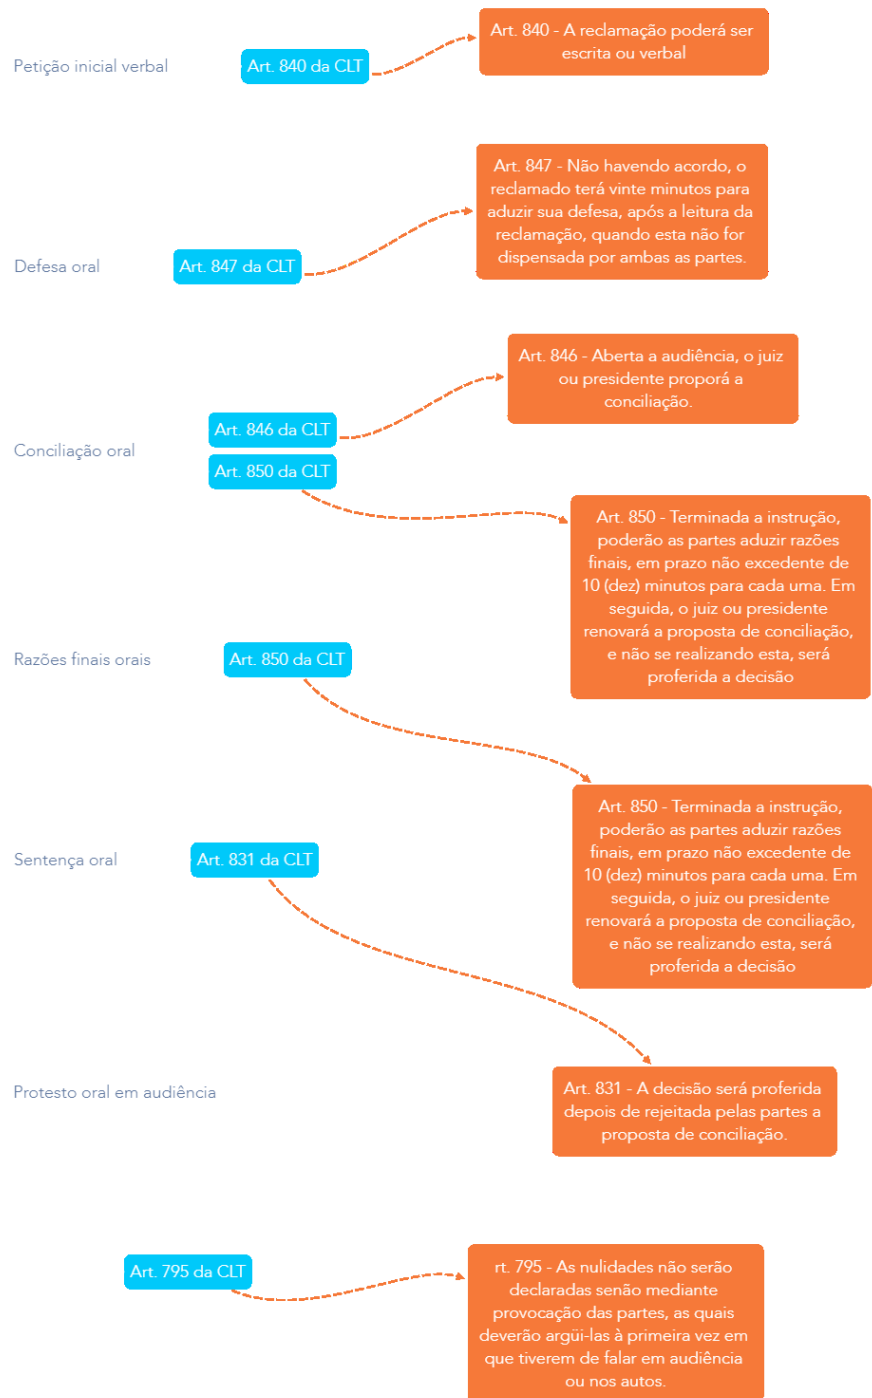 Petição inicial verbal
Art. 840 da CLT
Art. 840 - A reclamação poderá ser
escrita ou verbal
Defesa oral
Art. 847 da CLT
Art. 847 - Não havendo acordo, o
reclamado terá vinte minutos para
aduzir sua defesa, após a leitura da
reclamação, quando esta não for
dispensada por ambas as partes.
Conciliação oral
Art. 846 da CLT
Art. 850 da CLT
Art. 846 - Aberta a audiência, o juiz
ou presidente proporá a
conciliação.
Art. 850 - Terminada a instrução,
poderão as partes aduzir razões
finais, em prazo não excedente de
10 (dez) minutos para cada uma. Em
seguida, o juiz ou presidente
renovará a proposta de conciliação,
e não se realizando esta, será
proferida a decisão
Razões finais orais
Art. 850 da CLT
Art. 850 - Terminada a instrução,
poderão as partes aduzir razões
finais, em prazo não excedente de
10 (dez) minutos para cada uma. Em
seguida, o juiz ou presidente
renovará a proposta de conciliação,
e não se realizando esta, será
proferida a decisão
Sentença oral
Art. 831 da CLT
Art. 831 - A decisão será proferida
depois de rejeitada pelas partes a
proposta de conciliação.
Protesto oral em audiência
Art. 795 da CLT
rt. 795 - As nulidades não serão
declaradas senão mediante
provocação das partes, as quais
deverão argüi-las à primeira vez em
que tiverem de falar em audiência
ou nos autos.